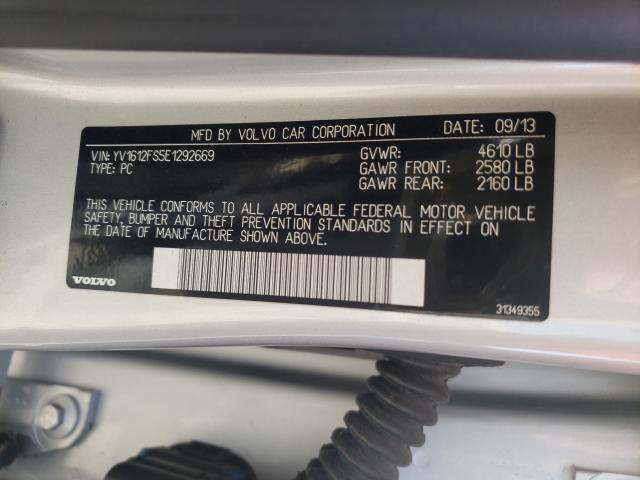 MFD BY VOLVO CAR CORPORATION DATE: 09/13
VIN: YV1612FS5E1292669 GVWR: 4610 LB
TYPE: PC GAWR FRONT: 2580 LB
GAWR REAR: 2160 LB
THIS VEHICLE CONFORMS TO ALL APPLICABLE FEDERAL MOTOR VEHICLE
SAFETY, BUMPER AND THEFT PREVENTION STANDARDS IN EFFECT ON
THE DATE OF MANUFACTURE SHOWN ABOVE.
VOLVO
31349355